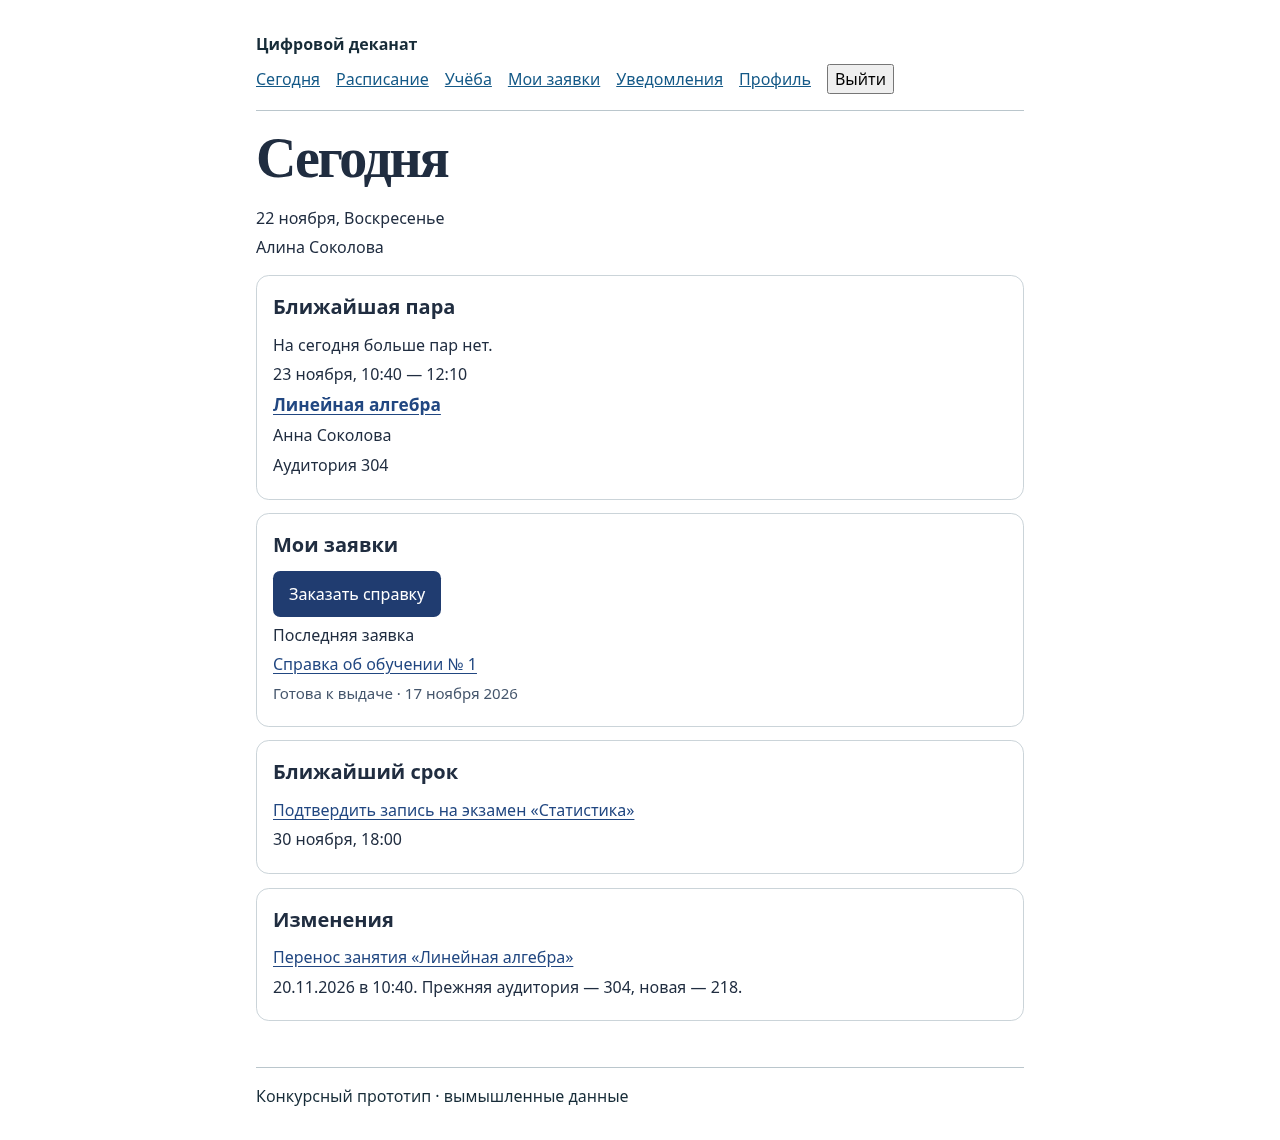 Цифровой деканат
Сегодня Расписание Учёба Мои заявки Уведомления Профиль Выйти
Сегодня
22 ноября, Воскресенье
Алина Соколова
Ближайшая пара
На сегодня больше пар нет.
23 ноября, 10:40 — 12:10
Линейная алгебра
Анна Соколова
Аудитория 304
Мои заявки
Заказать справку
Последняя заявка
Справка об обучении № 1
Готова к выдаче · 17 ноября 2026
Ближайший срок
Подтвердить запись на экзамен «Статистика»
30 ноября, 18:00
Изменения
Перенос занятия «Линейная алгебра»
20.11.2026 в 10:40. Прежняя аудитория — 304, новая — 218.
Конкурсный прототип · вымышленные данные